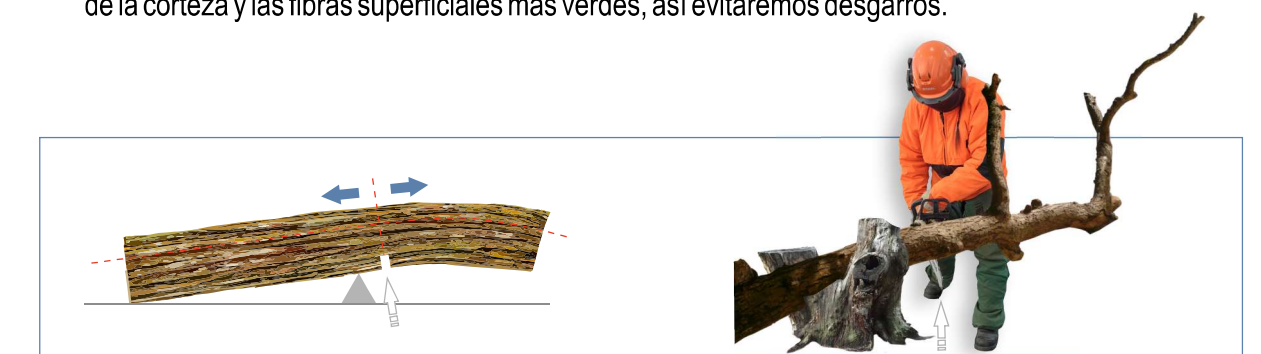 de la corteza y las fibras superficiales más verdes, así evitaremos desgarros.